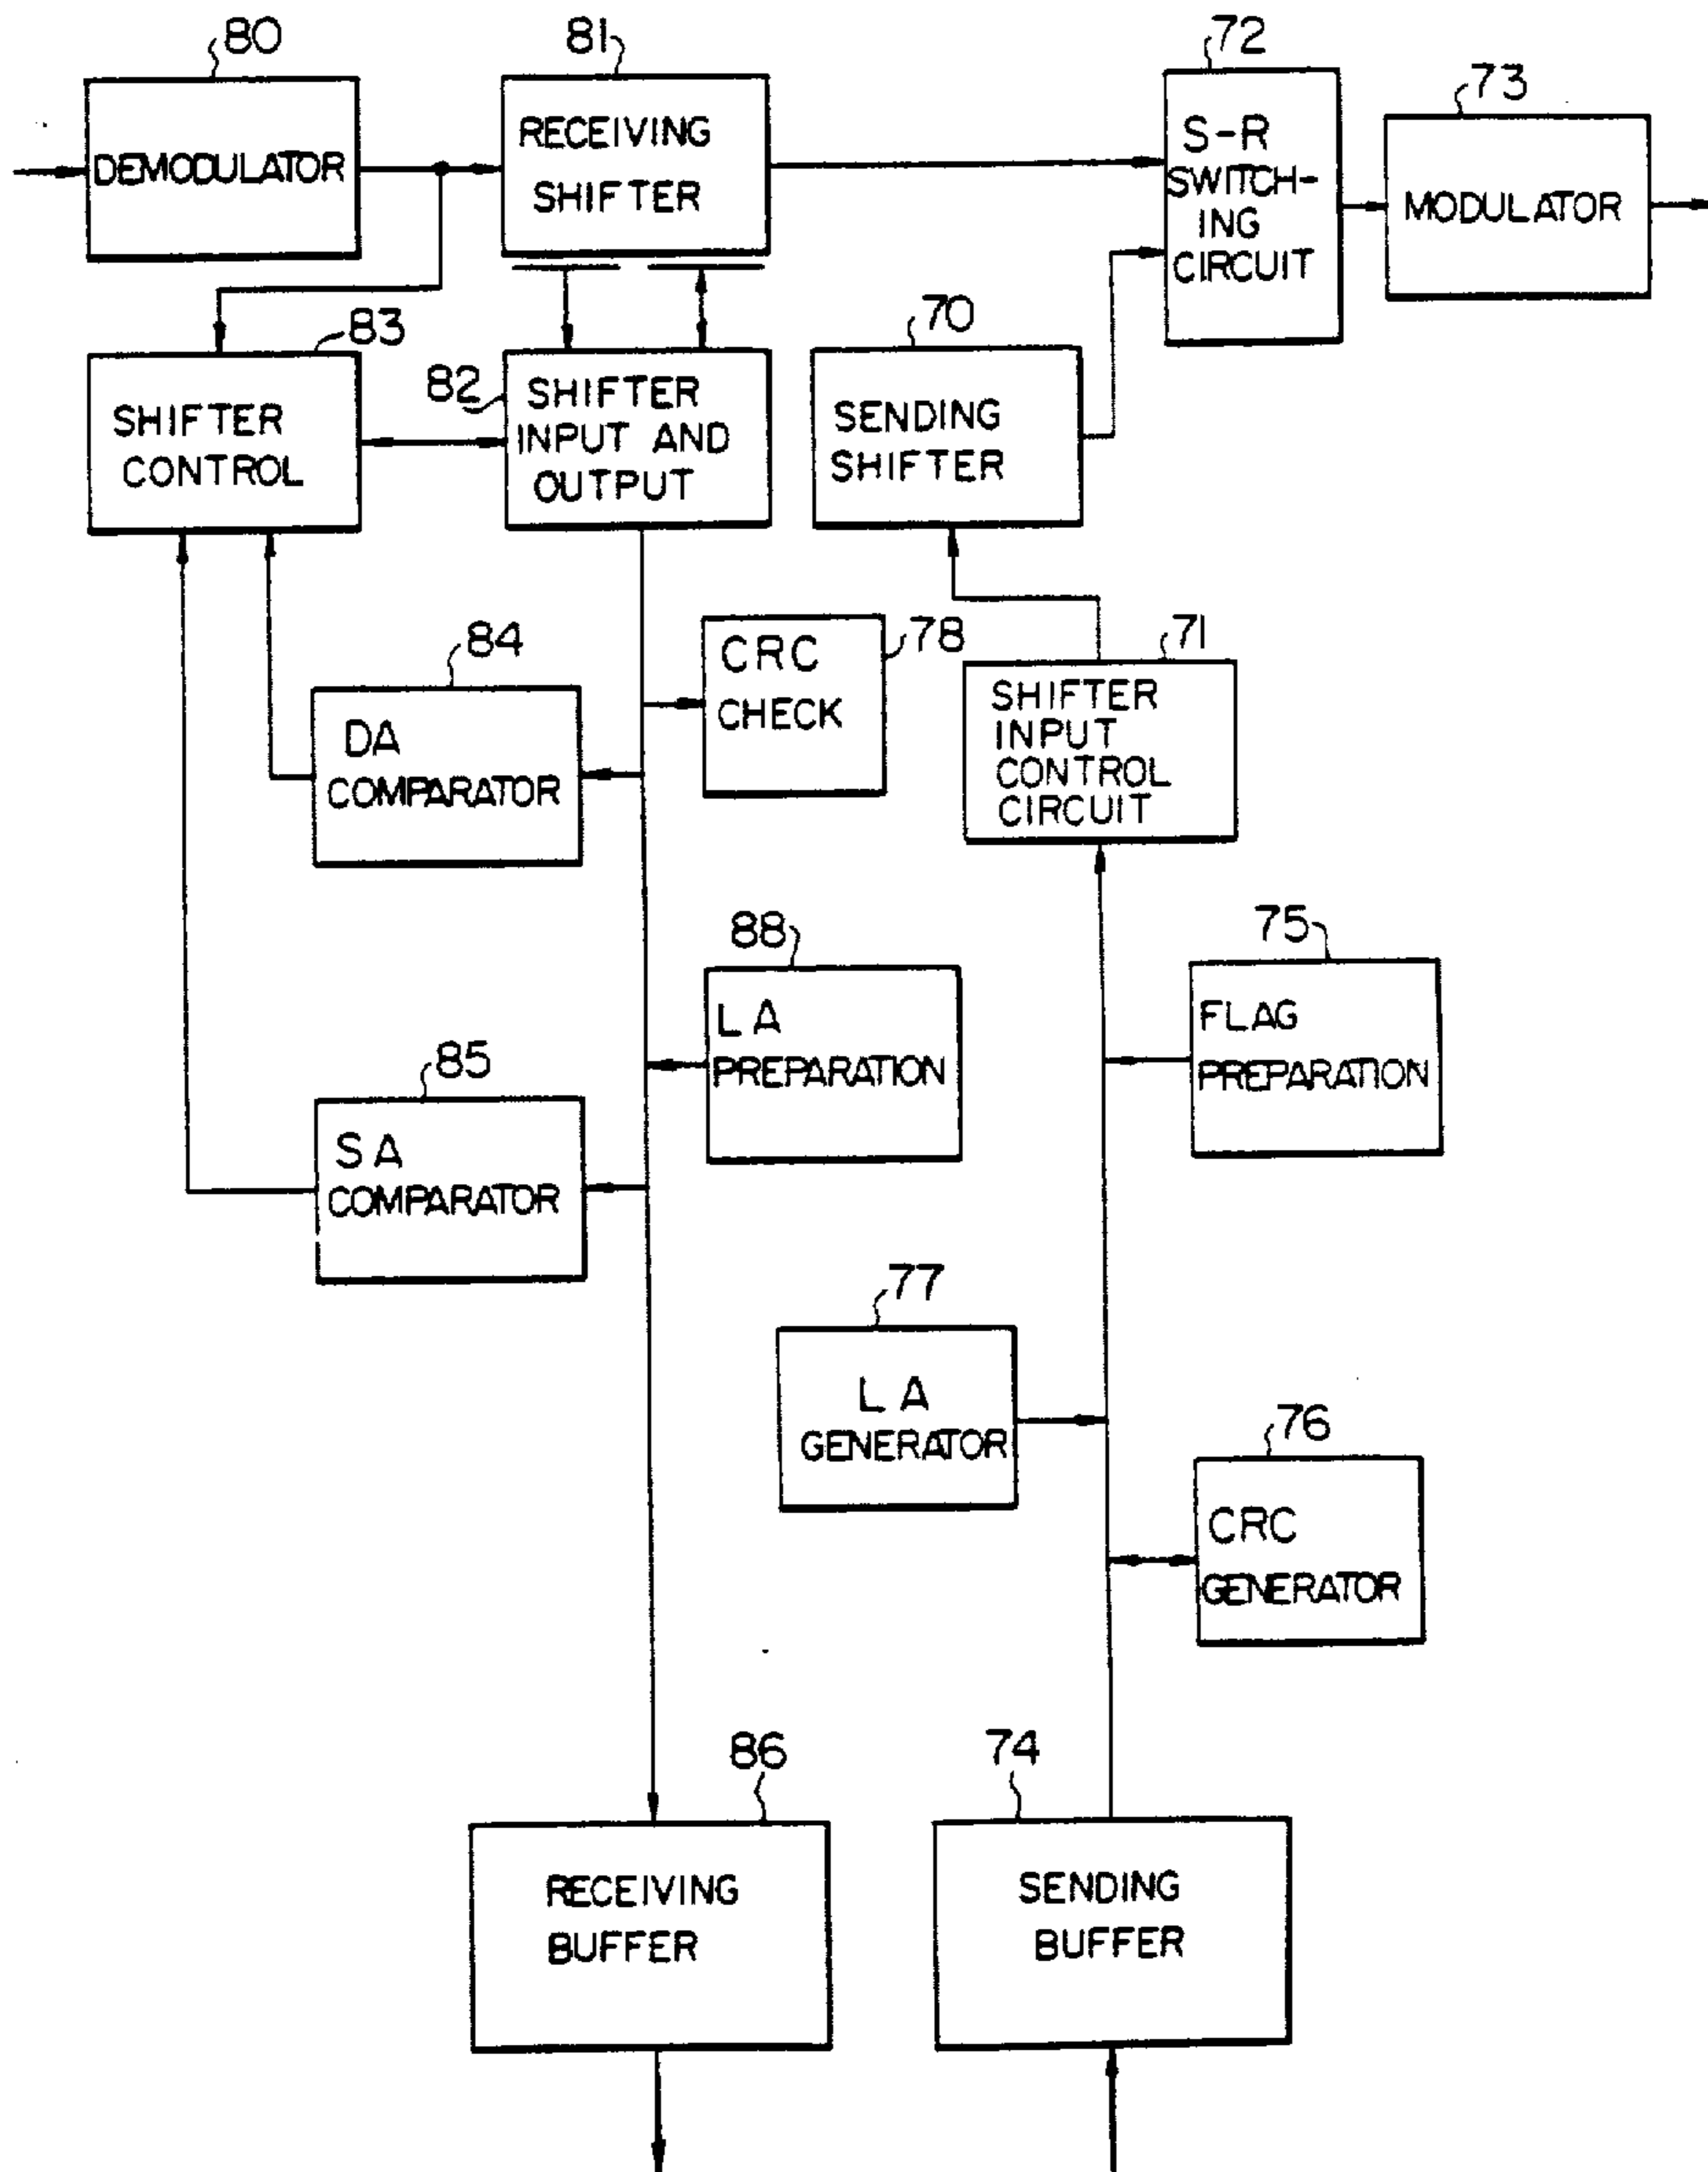 80
DEMODULATOR
81
RECEIVING
SHIFTER
72
S-R
SWITCH-
ING
CIRCUIT
73
MODULATOR
83
SHIFTER
CONTROL
82
SHIFTER
INPUT AND
OUTPUT
70
SENDING
SHIFTER
84
DA
COMPARATOR
78
CRC
CHECK
71
SHIFTER
INPUT
CONTROL
CIRCUIT
88
LA
PREPARATION
75
FLAG
PREPARATION
85
SA
COMPARATOR
77
LA
GENERATOR
76
CRC
GENERATOR
86
RECEIVING
BUFFER
74
SENDING
BUFFER